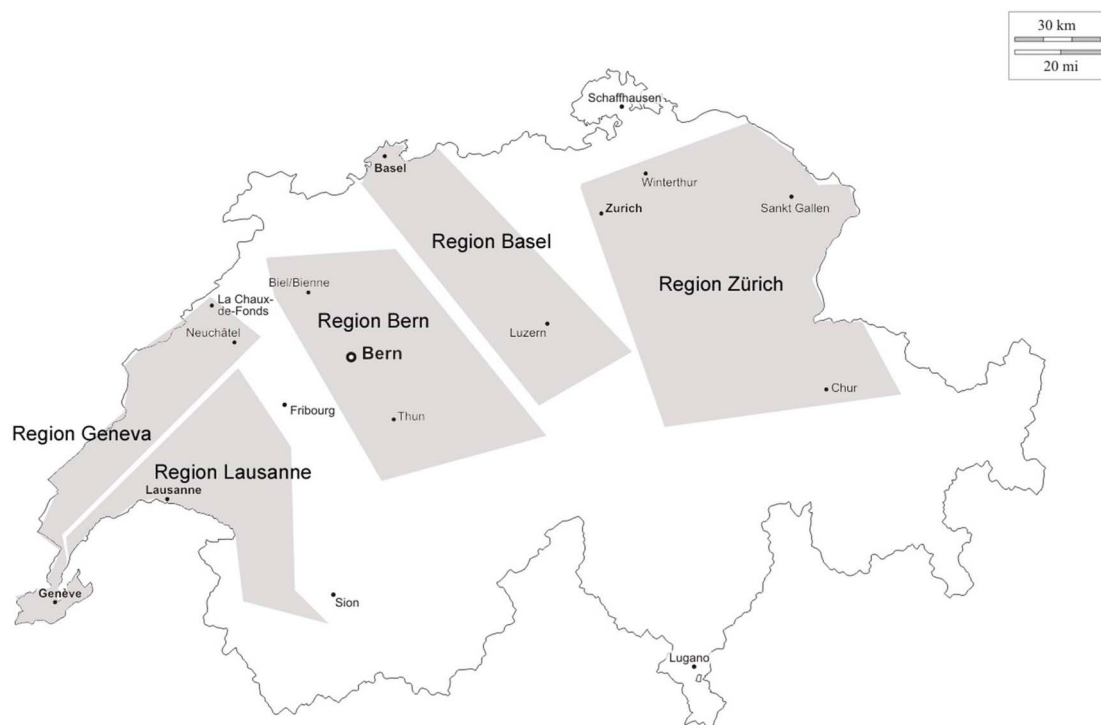 30 km
20 mi
Schaffhausen
Basel
Winterthur
Zurich
Sankt Gallen
Region Basel
Region Zürich
Biel/Bienne
La Chaux-
de-Fonds
Region Bern
Luzern
Neuchâtel
Bern
Chur
Fribourg
Thun
Region Geneva
Region Lausanne
Lausanne
Genève
Sion
Lugano